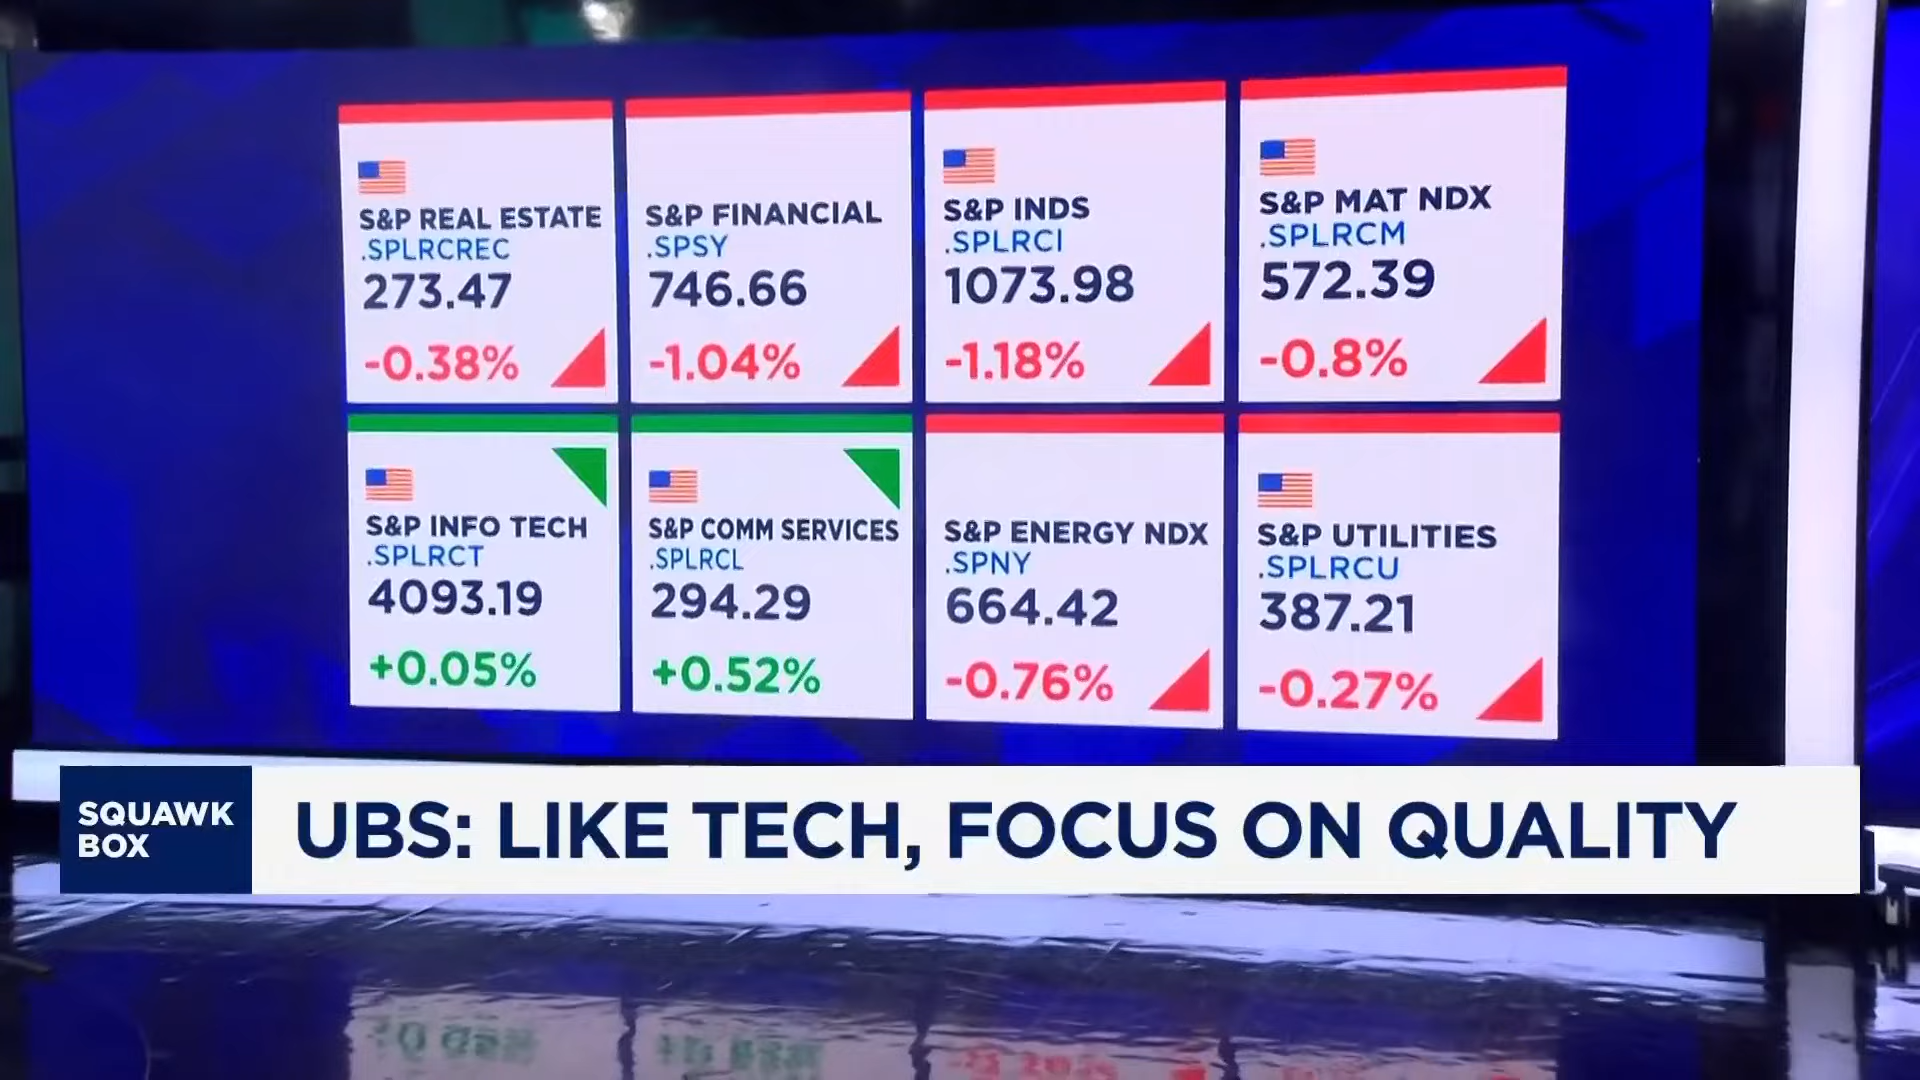 S&P REAL ESTATE
.SPLRCREC
273.47
-0.38%
S&P FINANCIAL
.SPSY
746.66
-1.04%
S&P INDS
.SPLRCI
1073.98
-1.18%
S&P MAT NDX
.SPLRCM
572.39
-0.8%
S&P INFO TECH
.SPLRCT
4093.19
+0.05%
S&P COMM SERVICES
.SPLRCL
294.29
+0.52%
S&P ENERGY NDX
.SPNY
664.42
-0.76%
S&P UTILITIES
.SPLRCU
387.21
-0.27%
SQUAWK
BOX
UBS: LIKE TECH, FOCUS ON QUALITY